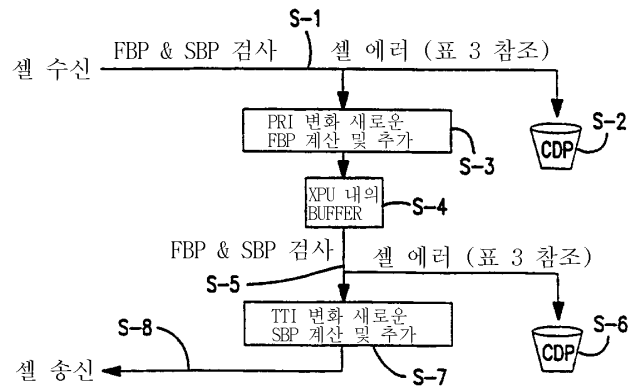 S-1
셀 수신 FBP & SBP 검사 셀 에러 (표 3 참조)
PRI 변화 새로운
FBP 계산 및 추가
S-3
CDP
S-2
XPU 내의
BUFFER
S-4
FBP & SBP 검사
셀 에러 (표 3 참조)
S-5
TTI 변화 새로운
SBP 계산 및 추가
S-7
CDP
S-6
S-8
셀 송신